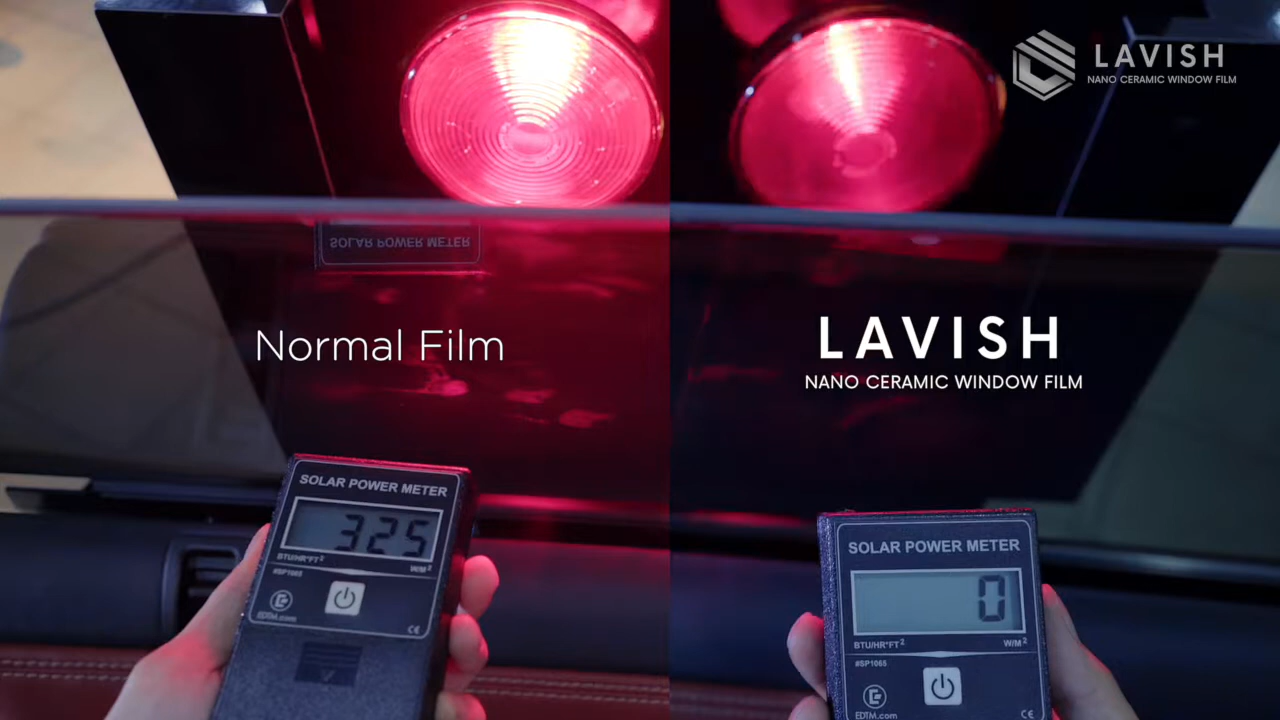 LAVISH
NANO CERAMIC WINDOW FILM
SOLAR POWER METER
Normal Film
LAVISH
NANO CERAMIC WINDOW FILM
SOLAR POWER METER
325
BTU/HR*FT² W/M²
#SP1065
EDTM.com
CE
SOLAR POWER METER
0
BTU/HR*FT² W/M²
#SP1065
EDTM.com
CE